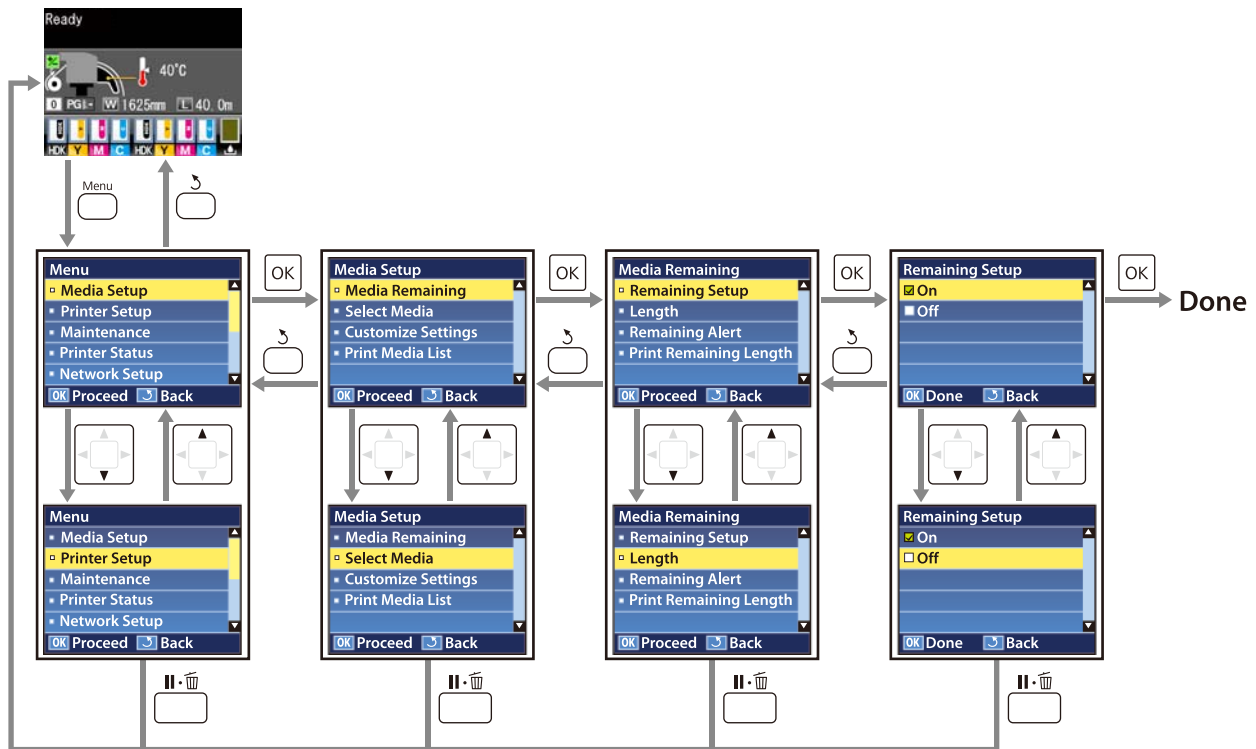 Ready
40°C
0 PG1:- W 1625mm L 40.0m
HDK Y M C HDK Y M C
Menu
Menu
Media Setup
Printer Setup
Maintenance
Printer Status
Network Setup
OK Proceed Back
OK
Media Setup
Media Remaining
Select Media
Customize Settings
Print Media List
OK Proceed Back
OK
Media Remaining
Remaining Setup
Length
Remaining Alert
Print Remaining Length
OK Proceed Back
OK
Remaining Setup
On
Off
OK Done Back
OK
Done
Menu
Media Setup
Printer Setup
Maintenance
Printer Status
Network Setup
OK Proceed Back
Media Setup
Media Remaining
Select Media
Customize Settings
Print Media List
OK Proceed Back
Media Remaining
Remaining Setup
Length
Remaining Alert
Print Remaining Length
OK Proceed Back
Remaining Setup
On
Off
OK Done Back